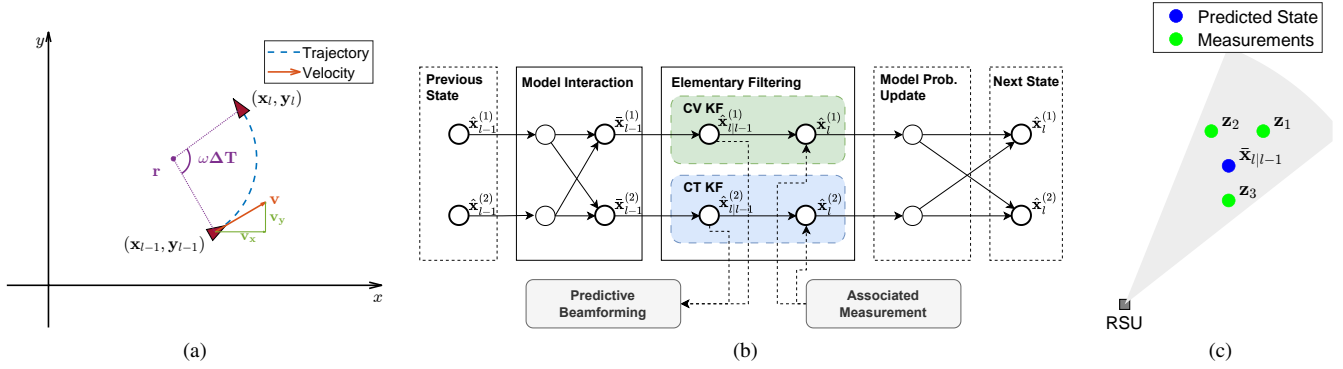 y
Trajectory
Velocity
(x_l, y_l)
ωΔT
r
v
v_y
v_x
(x_{l−1}, y_{l−1})
x
(a)
Previous State
Model Interaction
Elementary Filtering
Model Prob. Update
Next State
CV KF
x̂_{l−1}^{(1)}
x̄_{l−1}^{(1)}
x̂_{l|l−1}^{(1)}
x̂_l^{(1)}
x̂_l^{(1)}
CT KF
x̂_{l−1}^{(2)}
x̄_{l−1}^{(2)}
x̂_{l|l−1}^{(2)}
x̂_l^{(2)}
x̂_l^{(2)}
Predictive
Beamforming
Associated
Measurement
(b)
Predicted State
Measurements
z_2
z_1
x̄_{l|l−1}
z_3
RSU
(c)